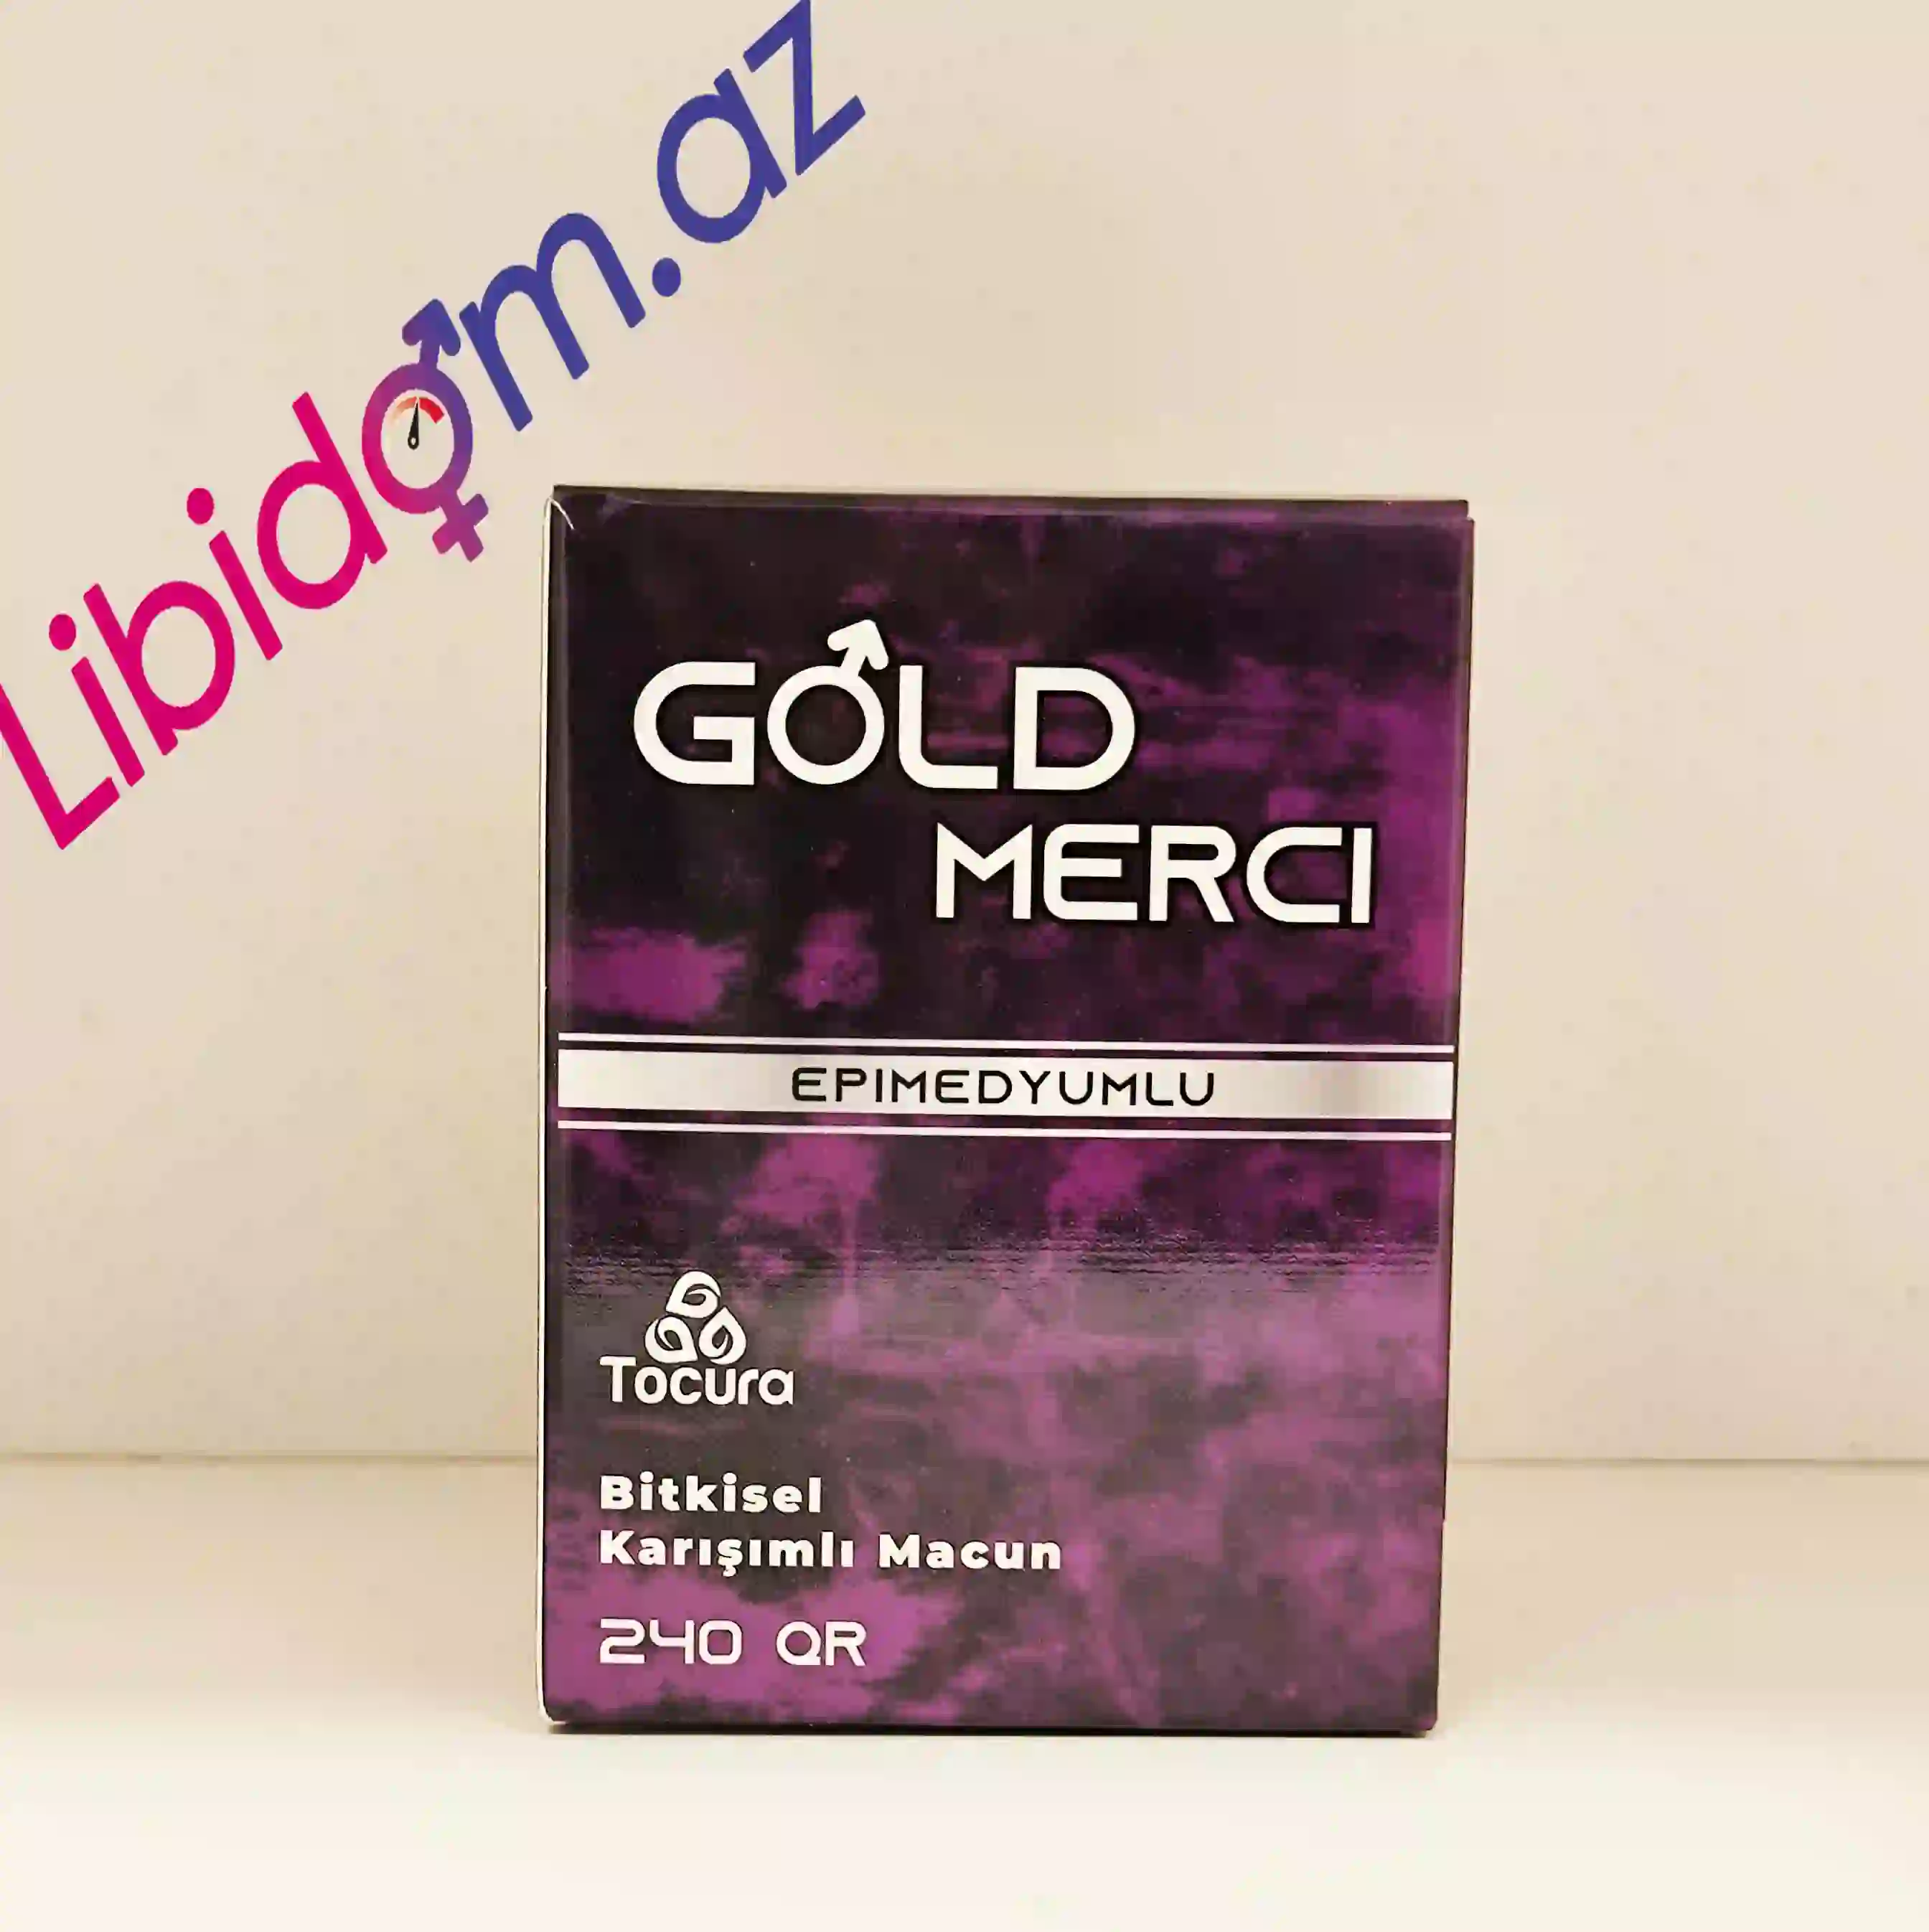 Libidom.az
GOLD
MERCI
EPIMEDYUMLU
Tocura
Bitkisel
Karışımlı Macun
240 QR